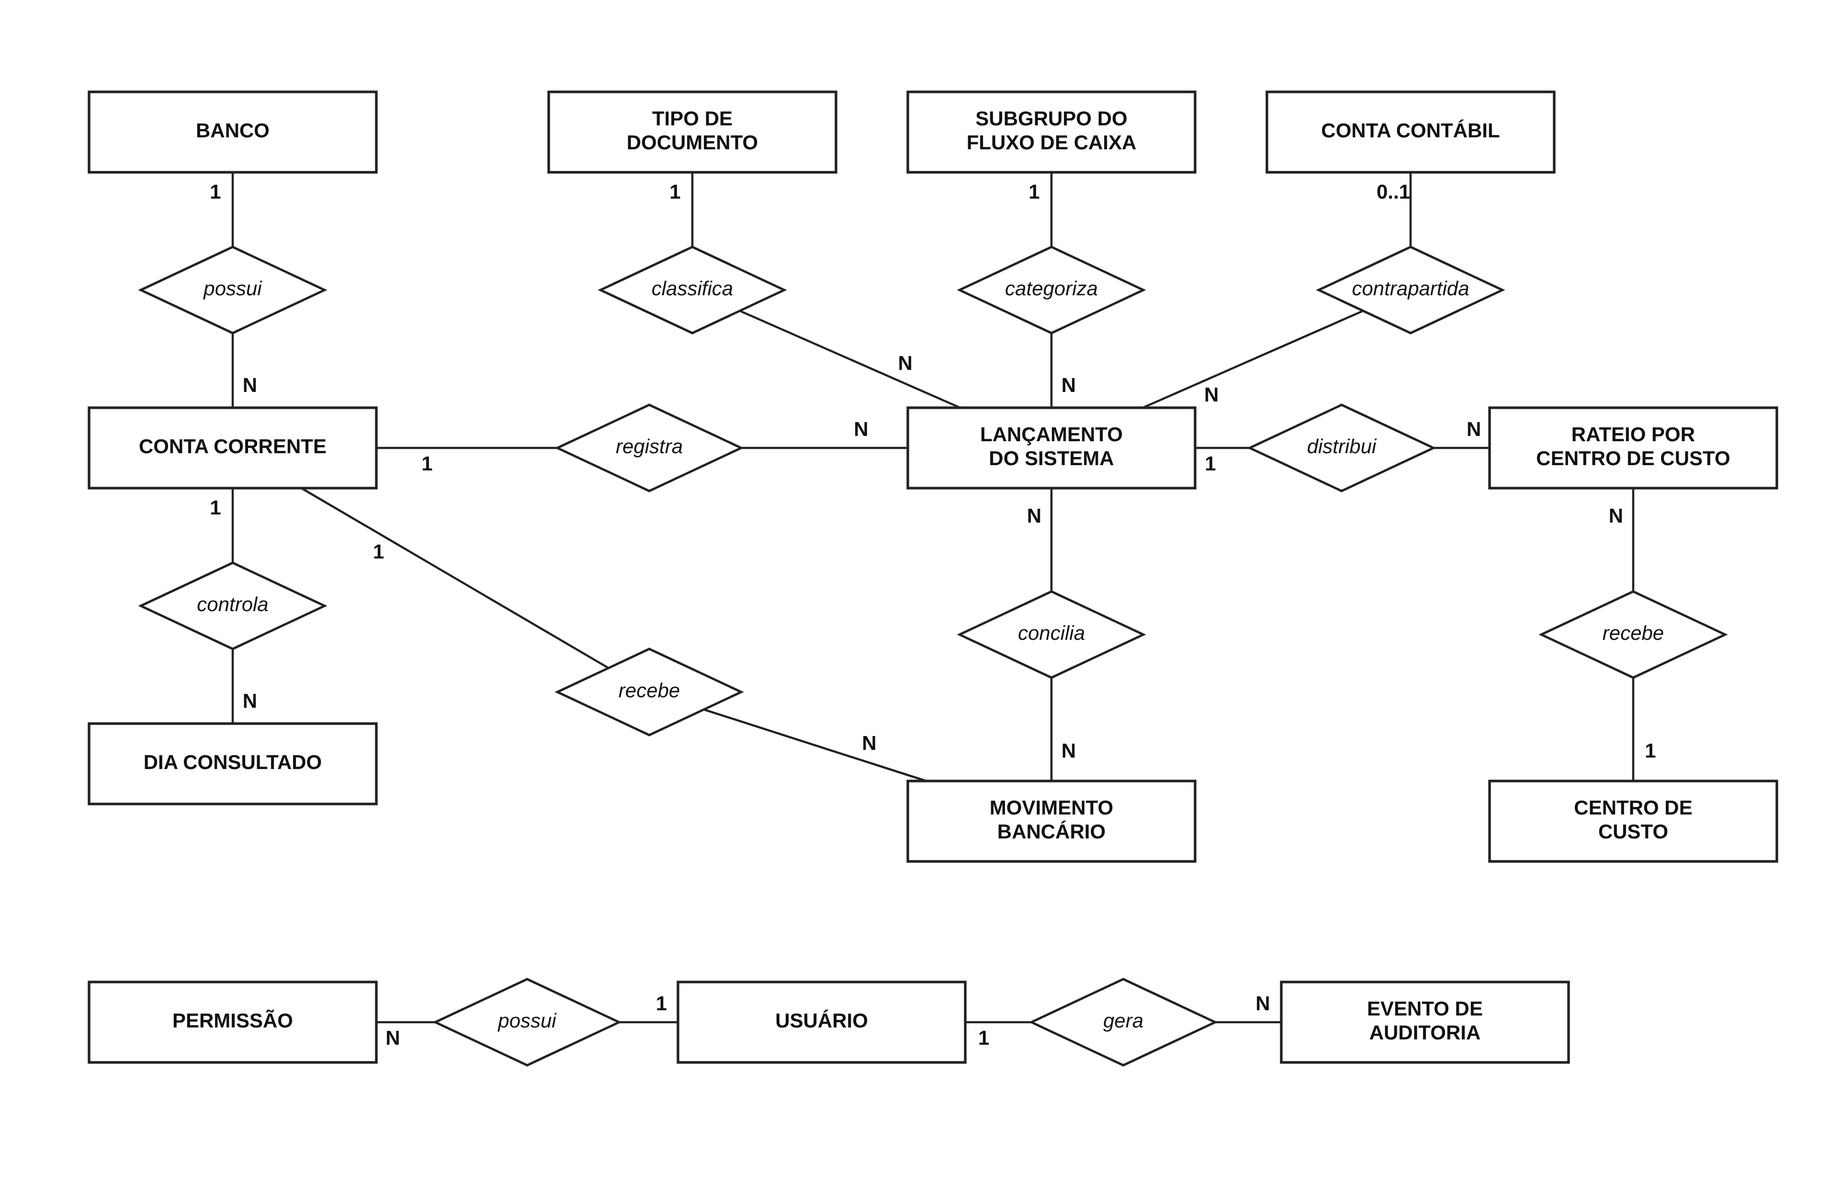 BANCO
TIPO DE
DOCUMENTO
SUBGRUPO DO
FLUXO DE CAIXA
CONTA CONTÁBIL
1
1
1
0..1
possui
classifica
categoriza
contrapartida
N
N
N
N
CONTA CORRENTE
1
registra
N
LANÇAMENTO
DO SISTEMA
1
distribui
N
RATEIO POR
CENTRO DE CUSTO
1
1
N
N
controla
recebe
concilia
recebe
N
N
N
1
DIA CONSULTADO
MOVIMENTO
BANCÁRIO
CENTRO DE
CUSTO
PERMISSÃO
N
possui
1
USUÁRIO
1
gera
N
EVENTO DE
AUDITORIA